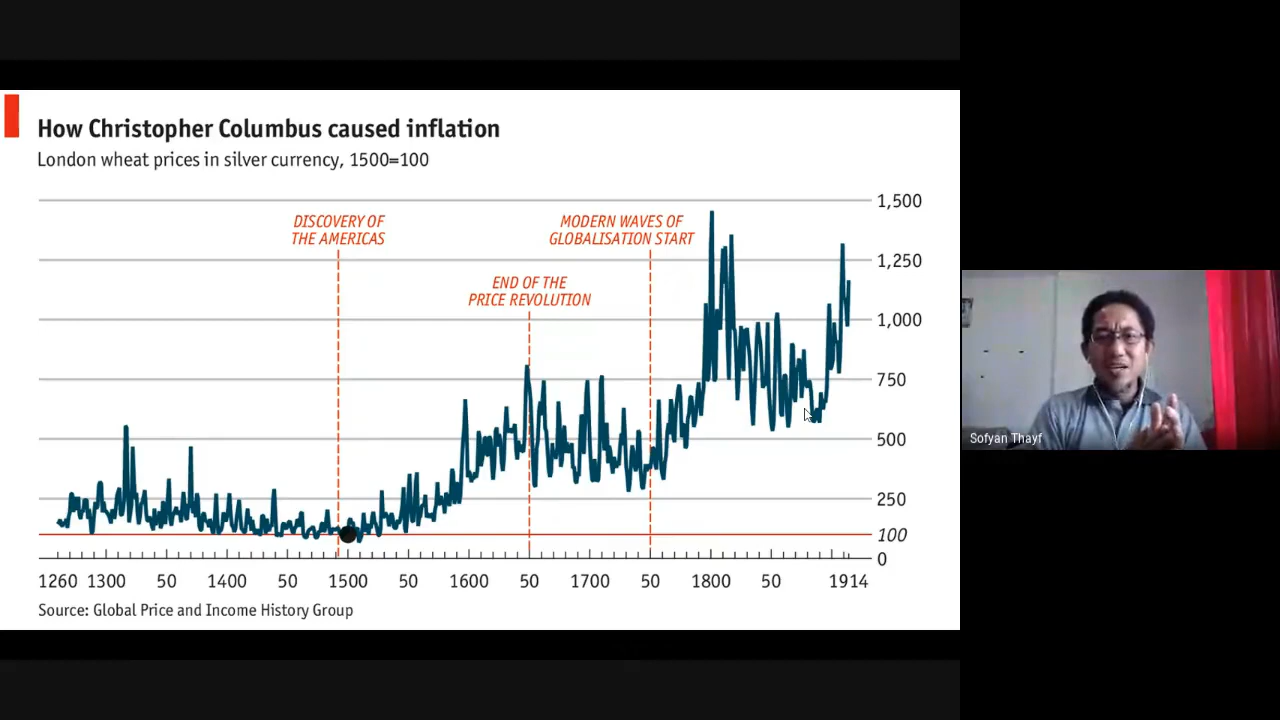 How Christopher Columbus caused inflation
London wheat prices in silver currency, 1500=100
1,500
DISCOVERY OF
THE AMERICAS
MODERN WAVES OF
GLOBALISATION START
1,250
END OF THE
PRICE REVOLUTION
1,000
750
500
250
100
0
1260 1300 50 1400 50 1500 50 1600 50 1700 50 1800 50 1914
Source: Global Price and Income History Group
Sofyan Thayf